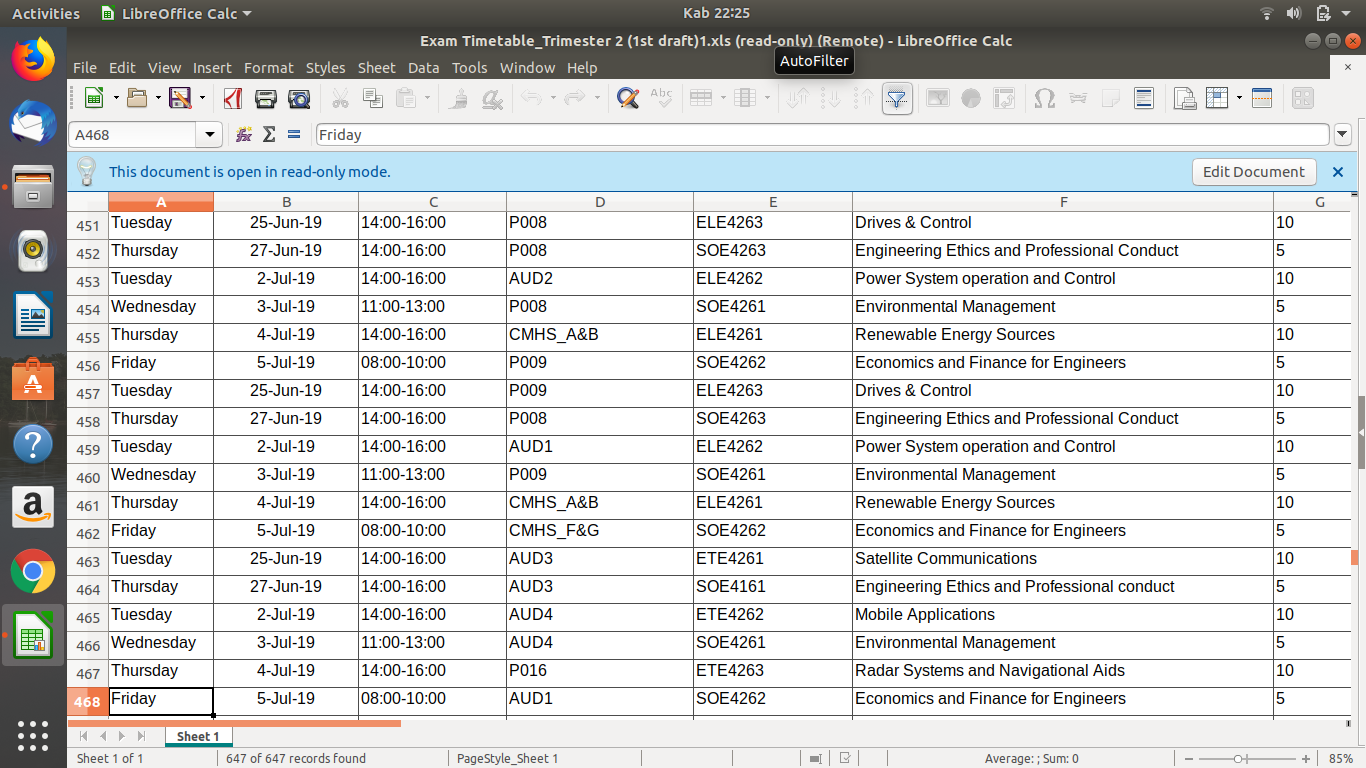 Activities LibreOffice Calc Kab 22:25
Exam Timetable_Trimester 2 (1st draft)1.xls (read-only) (Remote) - LibreOffice Calc
AutoFilter
File Edit View Insert Format Styles Sheet Data Tools Window Help
Abc
A468 Friday
This document is open in read-only mode. Edit Document
A B C D E F G
451 Tuesday 25-Jun-19 14:00-16:00 P008 ELE4263 Drives & Control 10
452 Thursday 27-Jun-19 14:00-16:00 P008 SOE4263 Engineering Ethics and Professional Conduct 5
453 Tuesday 2-Jul-19 14:00-16:00 AUD2 ELE4262 Power System operation and Control 10
454 Wednesday 3-Jul-19 11:00-13:00 P008 SOE4261 Environmental Management 5
455 Thursday 4-Jul-19 14:00-16:00 CMHS_A&B ELE4261 Renewable Energy Sources 10
456 Friday 5-Jul-19 08:00-10:00 P009 SOE4262 Economics and Finance for Engineers 5
457 Tuesday 25-Jun-19 14:00-16:00 P009 ELE4263 Drives & Control 10
458 Thursday 27-Jun-19 14:00-16:00 P008 SOE4263 Engineering Ethics and Professional Conduct 5
459 Tuesday 2-Jul-19 14:00-16:00 AUD1 ELE4262 Power System operation and Control 10
460 Wednesday 3-Jul-19 11:00-13:00 P009 SOE4261 Environmental Management 5
461 Thursday 4-Jul-19 14:00-16:00 CMHS_A&B ELE4261 Renewable Energy Sources 10
462 Friday 5-Jul-19 08:00-10:00 CMHS_F&G SOE4262 Economics and Finance for Engineers 5
463 Tuesday 25-Jun-19 14:00-16:00 AUD3 ETE4261 Satellite Communications 10
464 Thursday 27-Jun-19 14:00-16:00 AUD3 SOE4161 Engineering Ethics and Professional conduct 5
465 Tuesday 2-Jul-19 14:00-16:00 AUD4 ETE4262 Mobile Applications 10
466 Wednesday 3-Jul-19 11:00-13:00 AUD4 SOE4261 Environmental Management 5
467 Thursday 4-Jul-19 14:00-16:00 P016 ETE4263 Radar Systems and Navigational Aids 10
468 Friday 5-Jul-19 08:00-10:00 AUD1 SOE4262 Economics and Finance for Engineers 5
Sheet 1
Sheet 1 of 1 647 of 647 records found PageStyle_Sheet 1 Average: ; Sum: 0 85%